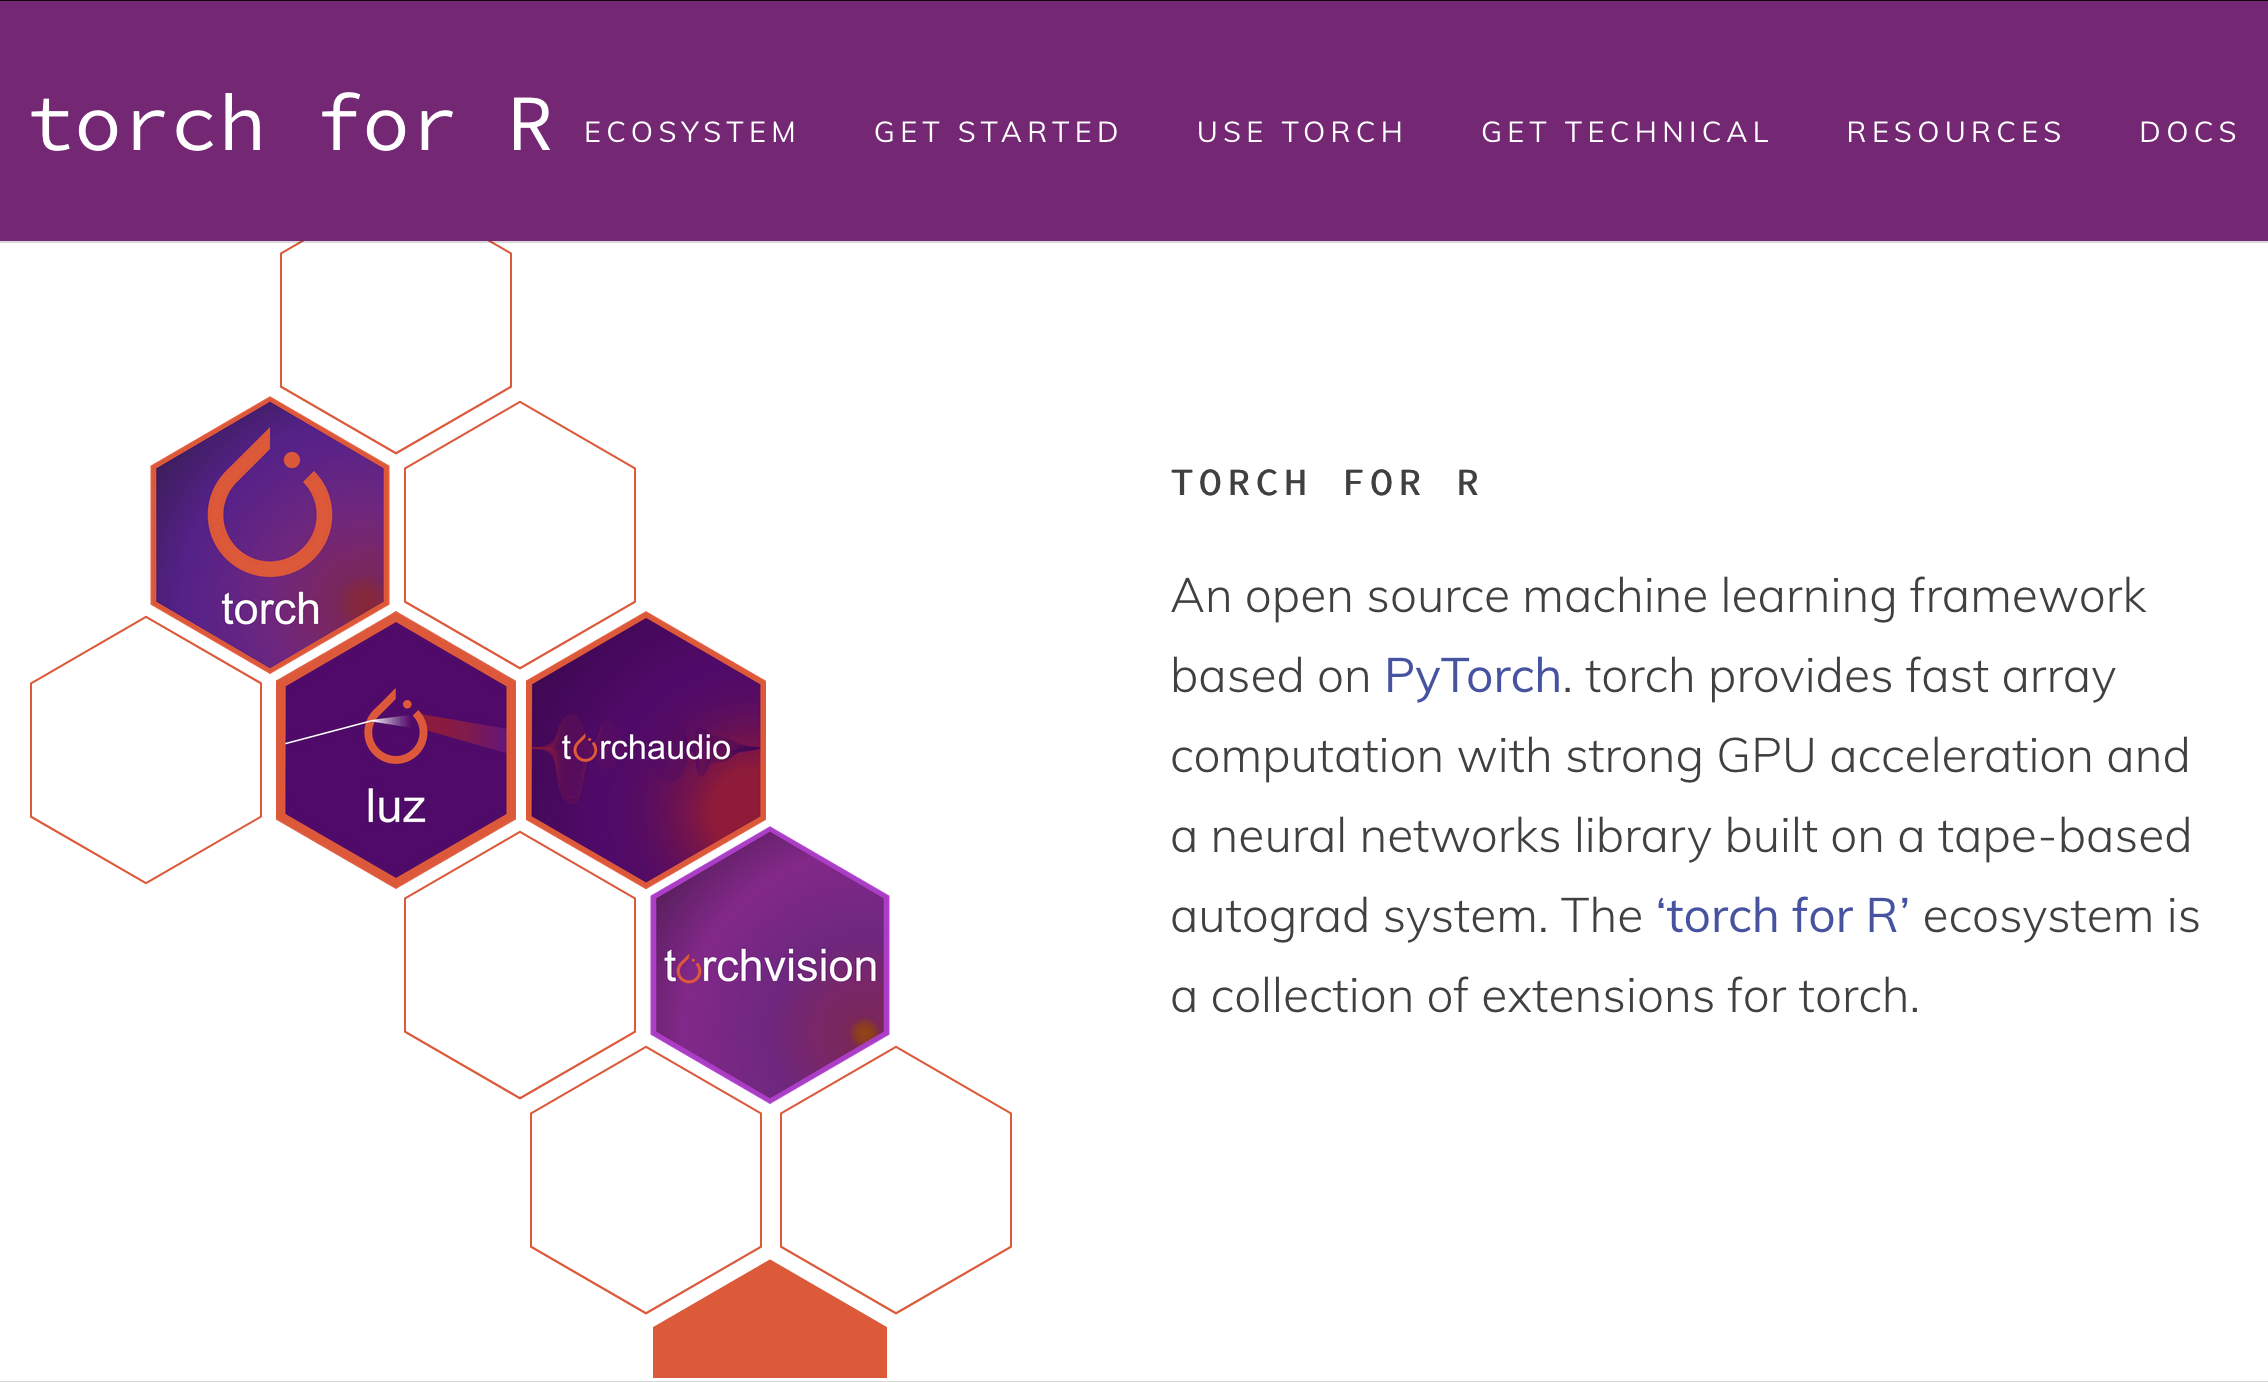 torch for R ECOSYSTEM GET STARTED USE TORCH GET TECHNICAL RESOURCES DOCS
torch
luz
torchaudio
torchvision
TORCH FOR R
An open source machine learning framework
based on PyTorch. torch provides fast array
computation with strong GPU acceleration and
a neural networks library built on a tape-based
autograd system. The ‘torch for R’ ecosystem is
a collection of extensions for torch.